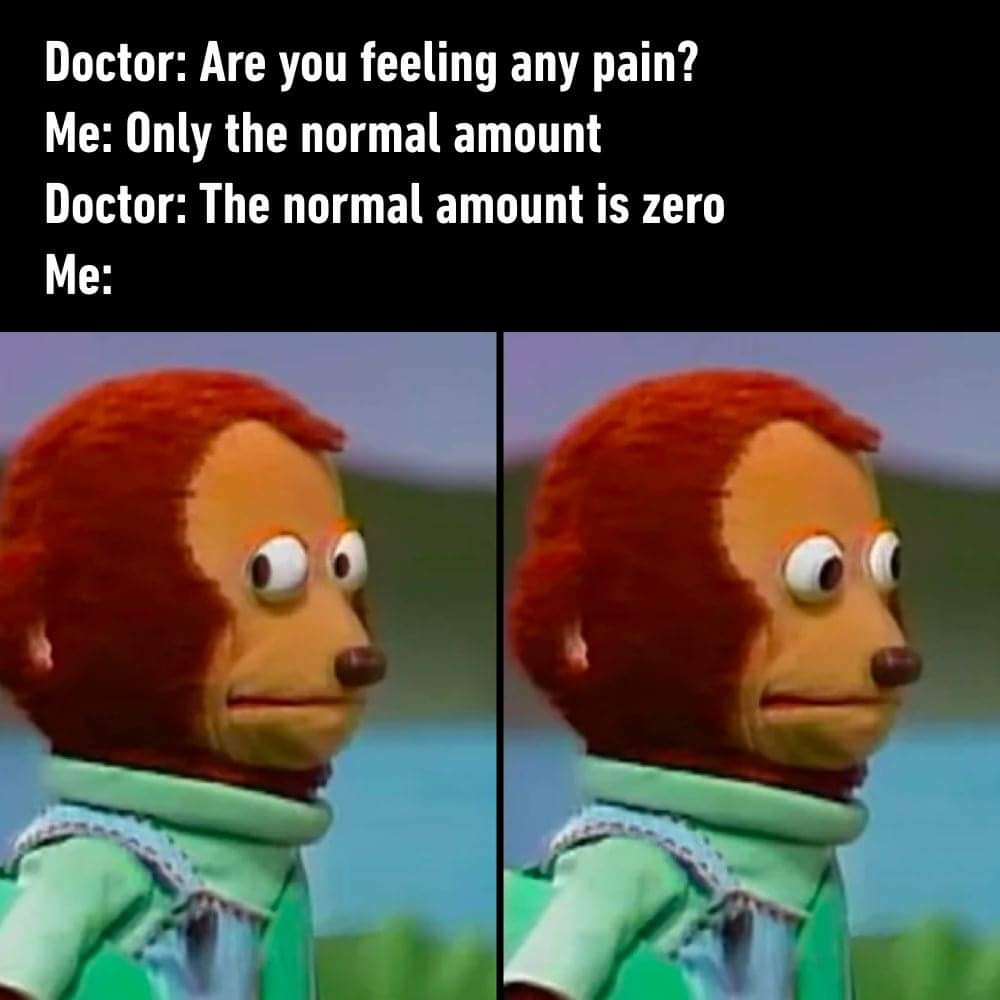 Doctor: Are you feeling any pain?
Me: Only the normal amount
Doctor: The normal amount is zero
Me: